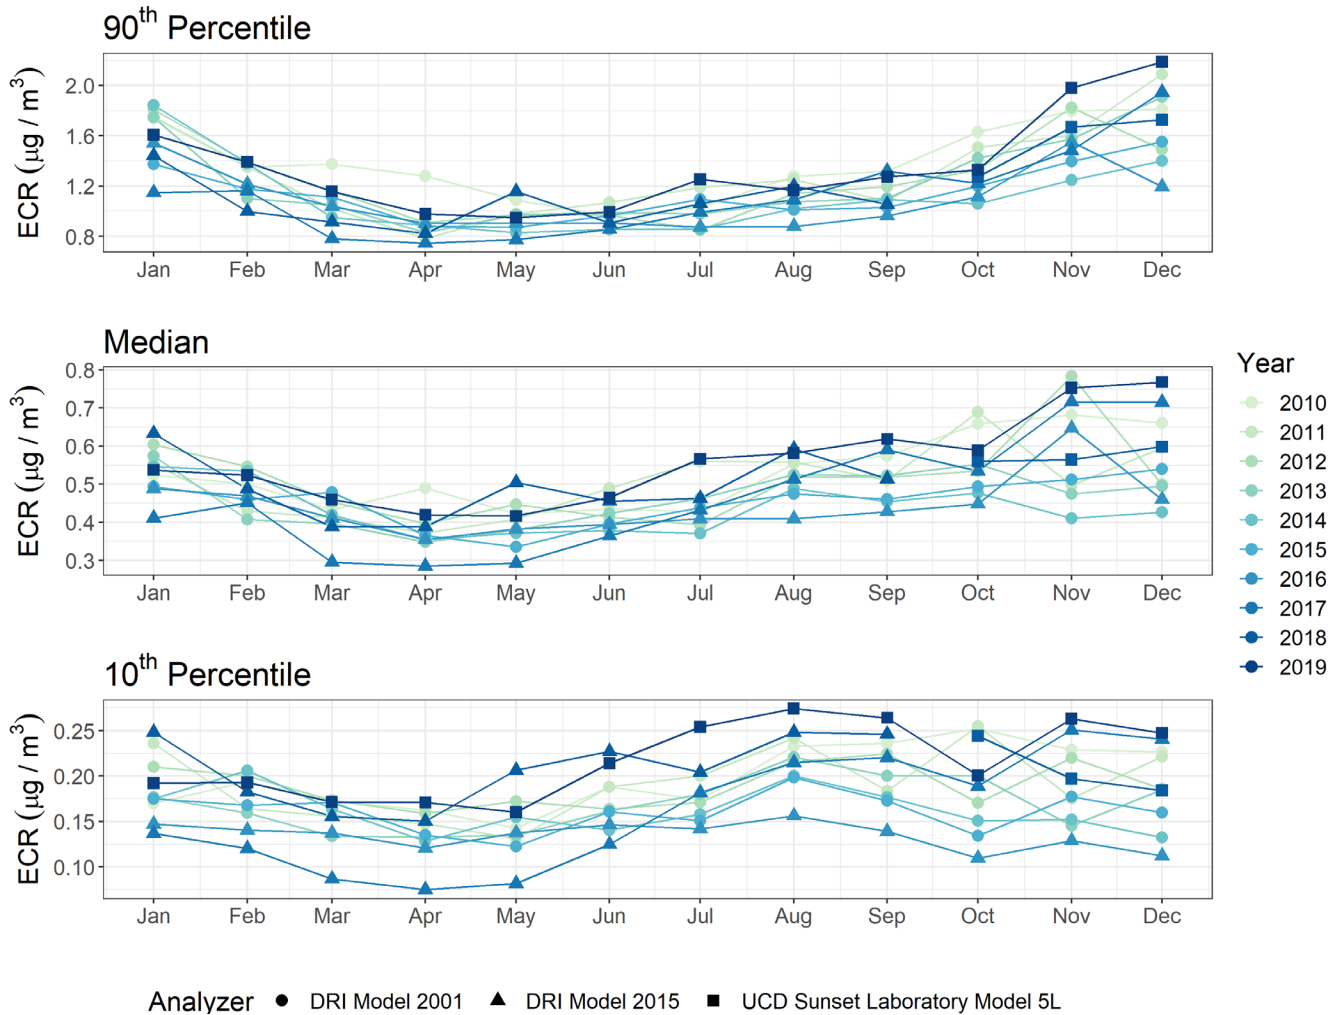 90th Percentile
ECR (μg / m3)
2.0
1.6
1.2
0.8
Jan Feb Mar Apr May Jun Jul Aug Sep Oct Nov Dec
Median
ECR (μg / m3)
0.8
0.7
0.6
0.5
0.4
0.3
Jan Feb Mar Apr May Jun Jul Aug Sep Oct Nov Dec
10th Percentile
ECR (μg / m3)
0.25
0.20
0.15
0.10
Jan Feb Mar Apr May Jun Jul Aug Sep Oct Nov Dec
Year
2010
2011
2012
2013
2014
2015
2016
2017
2018
2019
Analyzer DRI Model 2001 DRI Model 2015 UCD Sunset Laboratory Model 5L